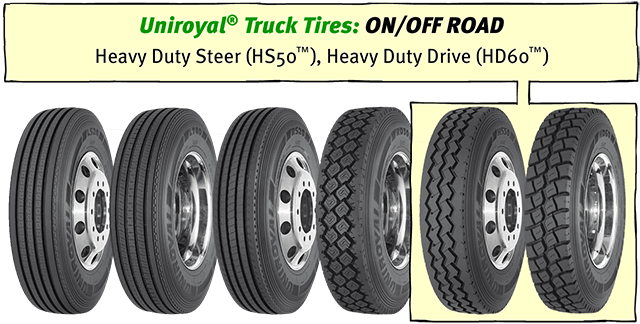 Uniroyal® Truck Tires: ON/OFF ROAD
Heavy Duty Steer (HS50™), Heavy Duty Drive (HD60™)